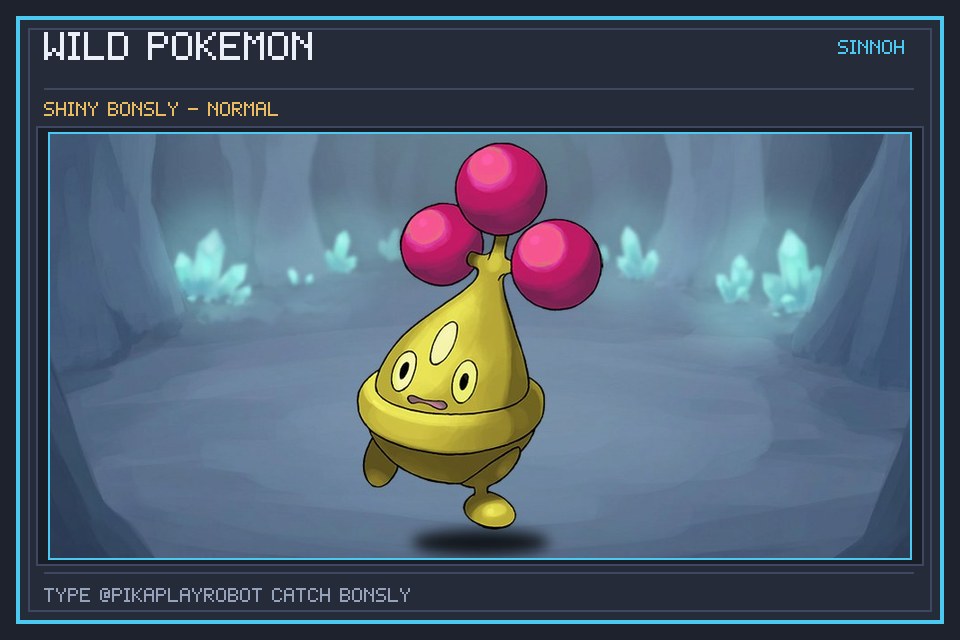 WILD POKEMON
SINNOH
SHINY BONSLY - NORMAL
TYPE @PIKAPLAYROBOT CATCH BONSLY